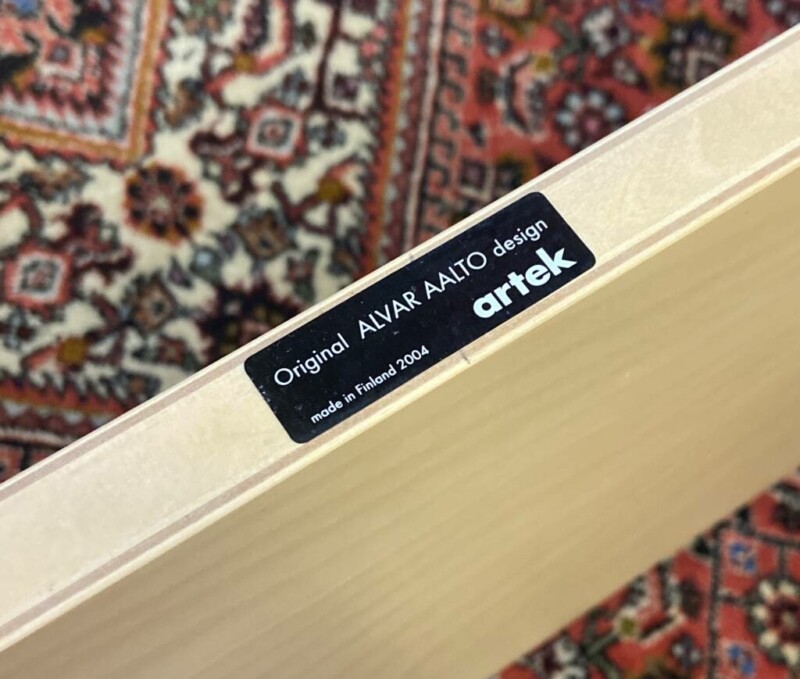 Original ALVAR AALTO design
artek
made in Finland 2004